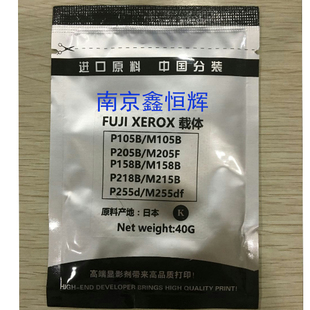 进口原料 中国分装
南京鑫恒辉
FUJI XEROX 载体
P105B/M105B
P205B/M205F
P158B/M158B
P218B/M215B
P255d/M255df
原料产地:日本 K
Net weight:40G
高端显影剂带来高品质打印!
HIGH-END DEVELOPER BRINGS HIGH QUALITY PRINT!